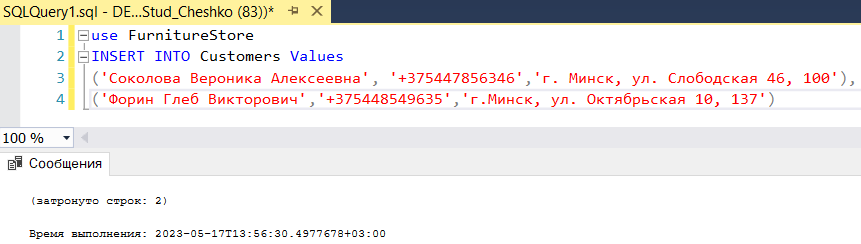 SQLQuery1.sql - DE...Stud_Cheshko (83))*
1 use FurnitureStore
2 INSERT INTO Customers Values
3 ('Соколова Вероника Алексеевна', '+375447856346','г. Минск, ул. Слободская 46, 100'),
4 ('Форин Глеб Викторович','+375448549635','г.Минск, ул. Октябрьская 10, 137')
100 %
Сообщения
(затронуто строк: 2)
Время выполнения: 2023-05-17T13:56:30.4977678+03:00